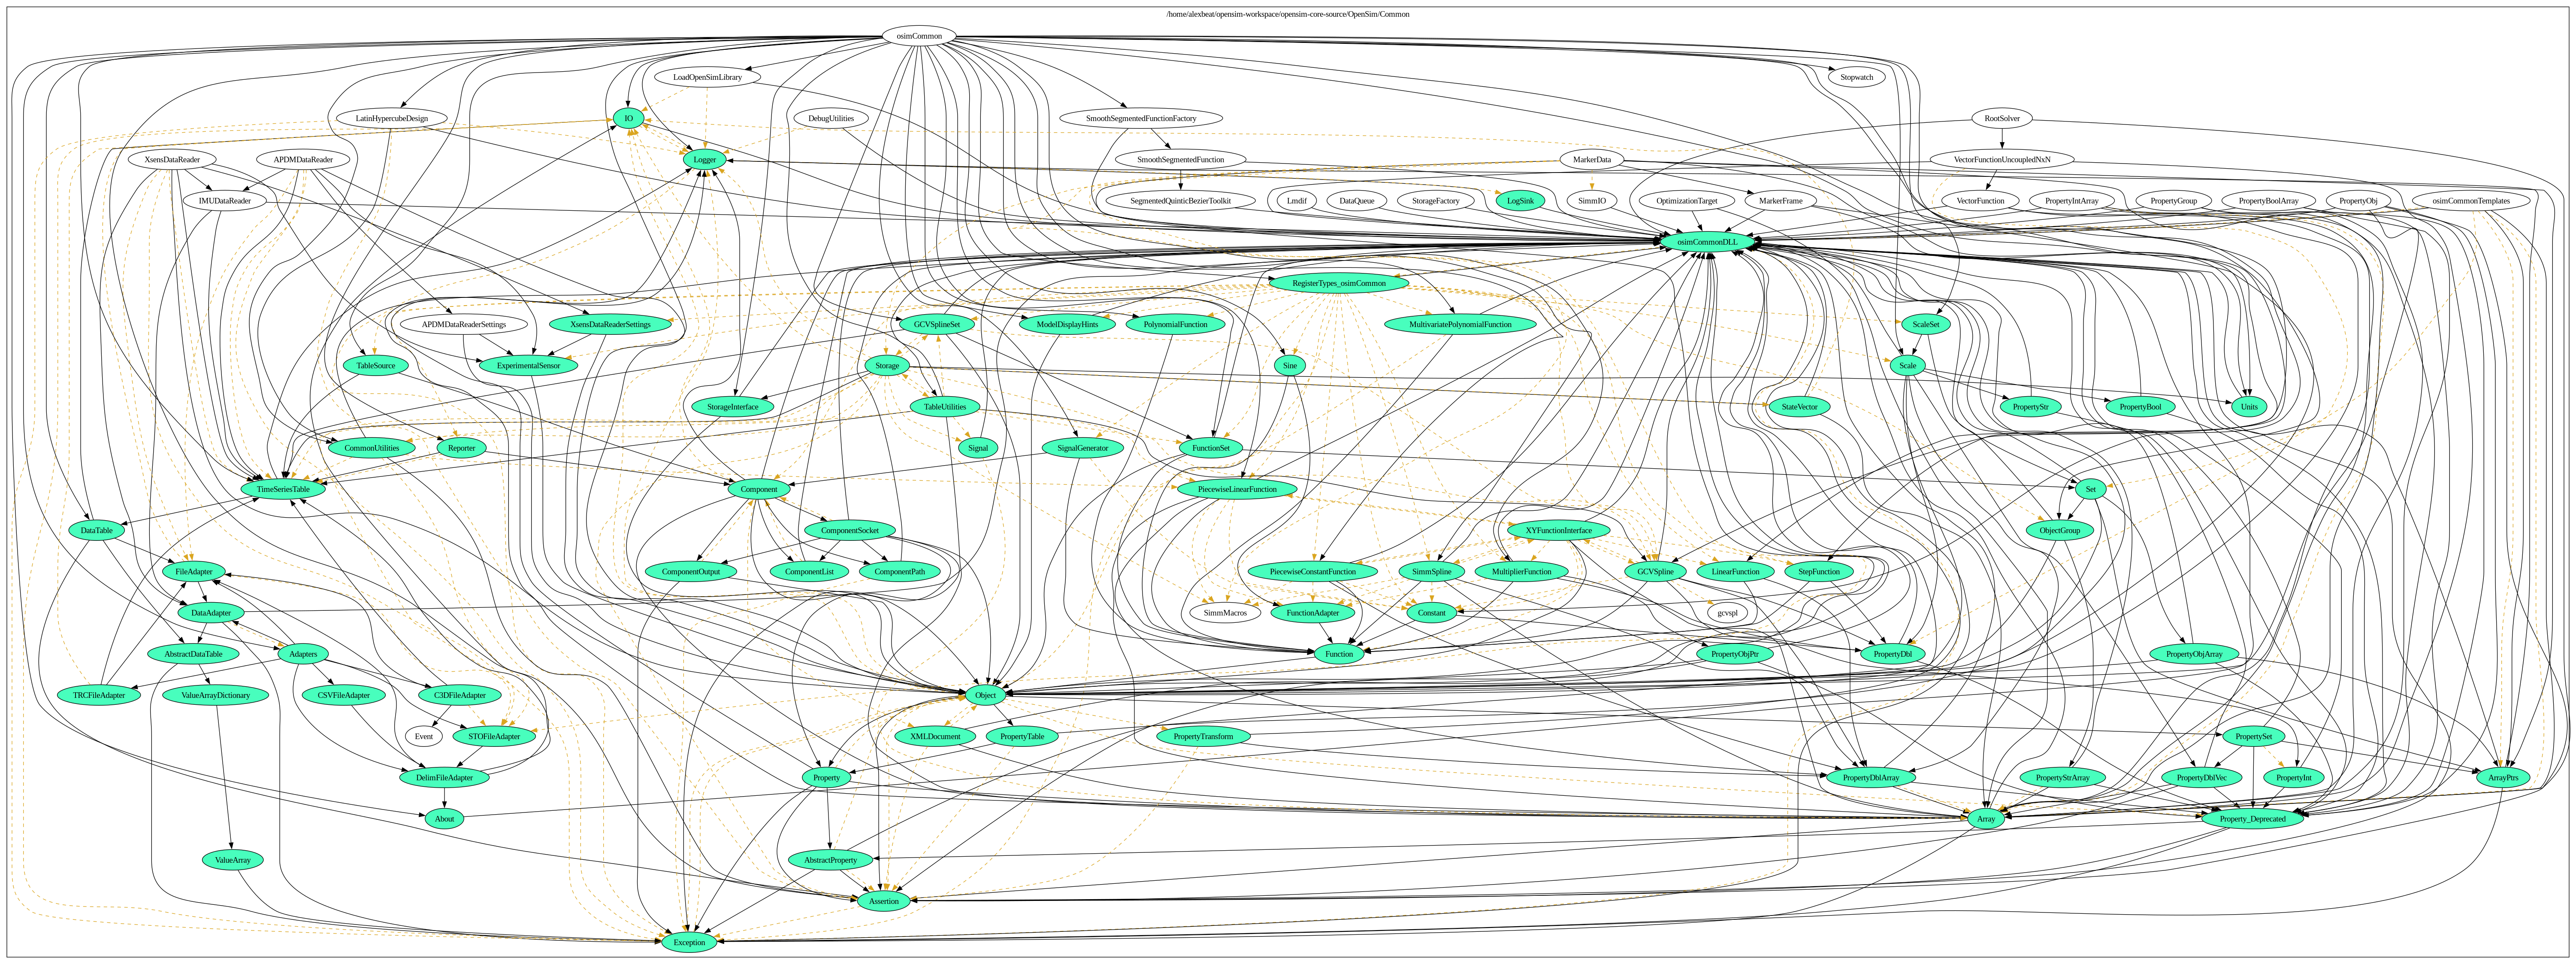 /home/alexbeat/opensim-workspace/opensim-core-source/OpenSim/Common
osimCommon
LoadOpenSimLibrary
Stopwatch
LatinHypercubeDesign
IO
DebugUtilities
SmoothSegmentedFunctionFactory
RootSolver
XsensDataReader
APDMDataReader
Logger
SmoothSegmentedFunction
MarkerData
VectorFunctionUncoupledNxN
IMUDataReader
SegmentedQuinticBezierToolkit
Lmdif
DataQueue
StorageFactory
LogSink
SimmIO
OptimizationTarget
MarkerFrame
VectorFunction
PropertyIntArray
PropertyGroup
PropertyBoolArray
PropertyObj
osimCommonTemplates
osimCommonDLL
RegisterTypes_osimCommon
APDMDataReaderSettings
XsensDataReaderSettings
GCVSplineSet
ModelDisplayHints
PolynomialFunction
MultivariatePolynomialFunction
ScaleSet
TableSource
ExperimentalSensor
Storage
Sine
Scale
StorageInterface
TableUtilities
StateVector
PropertyStr
PropertyBool
Units
CommonUtilities
Reporter
Signal
SignalGenerator
FunctionSet
TimeSeriesTable
Component
PiecewiseLinearFunction
Set
DataTable
ComponentSocket
XYFunctionInterface
ObjectGroup
FileAdapter
ComponentOutput
ComponentList
ComponentPath
PiecewiseConstantFunction
SimmSpline
MultiplierFunction
GCVSpline
LinearFunction
StepFunction
DataAdapter
SimmMacros
FunctionAdapter
Constant
gcvspl
AbstractDataTable
Adapters
Function
PropertyObjPtr
PropertyDbl
PropertyObjArray
TRCFileAdapter
ValueArrayDictionary
CSVFileAdapter
C3DFileAdapter
Object
Event
STOFileAdapter
XMLDocument
PropertyTable
PropertyTransform
PropertySet
DelimFileAdapter
Property
PropertyDblArray
PropertyStrArray
PropertyDblVec
PropertyInt
ArrayPtrs
About
Array
Property_Deprecated
ValueArray
AbstractProperty
Assertion
Exception